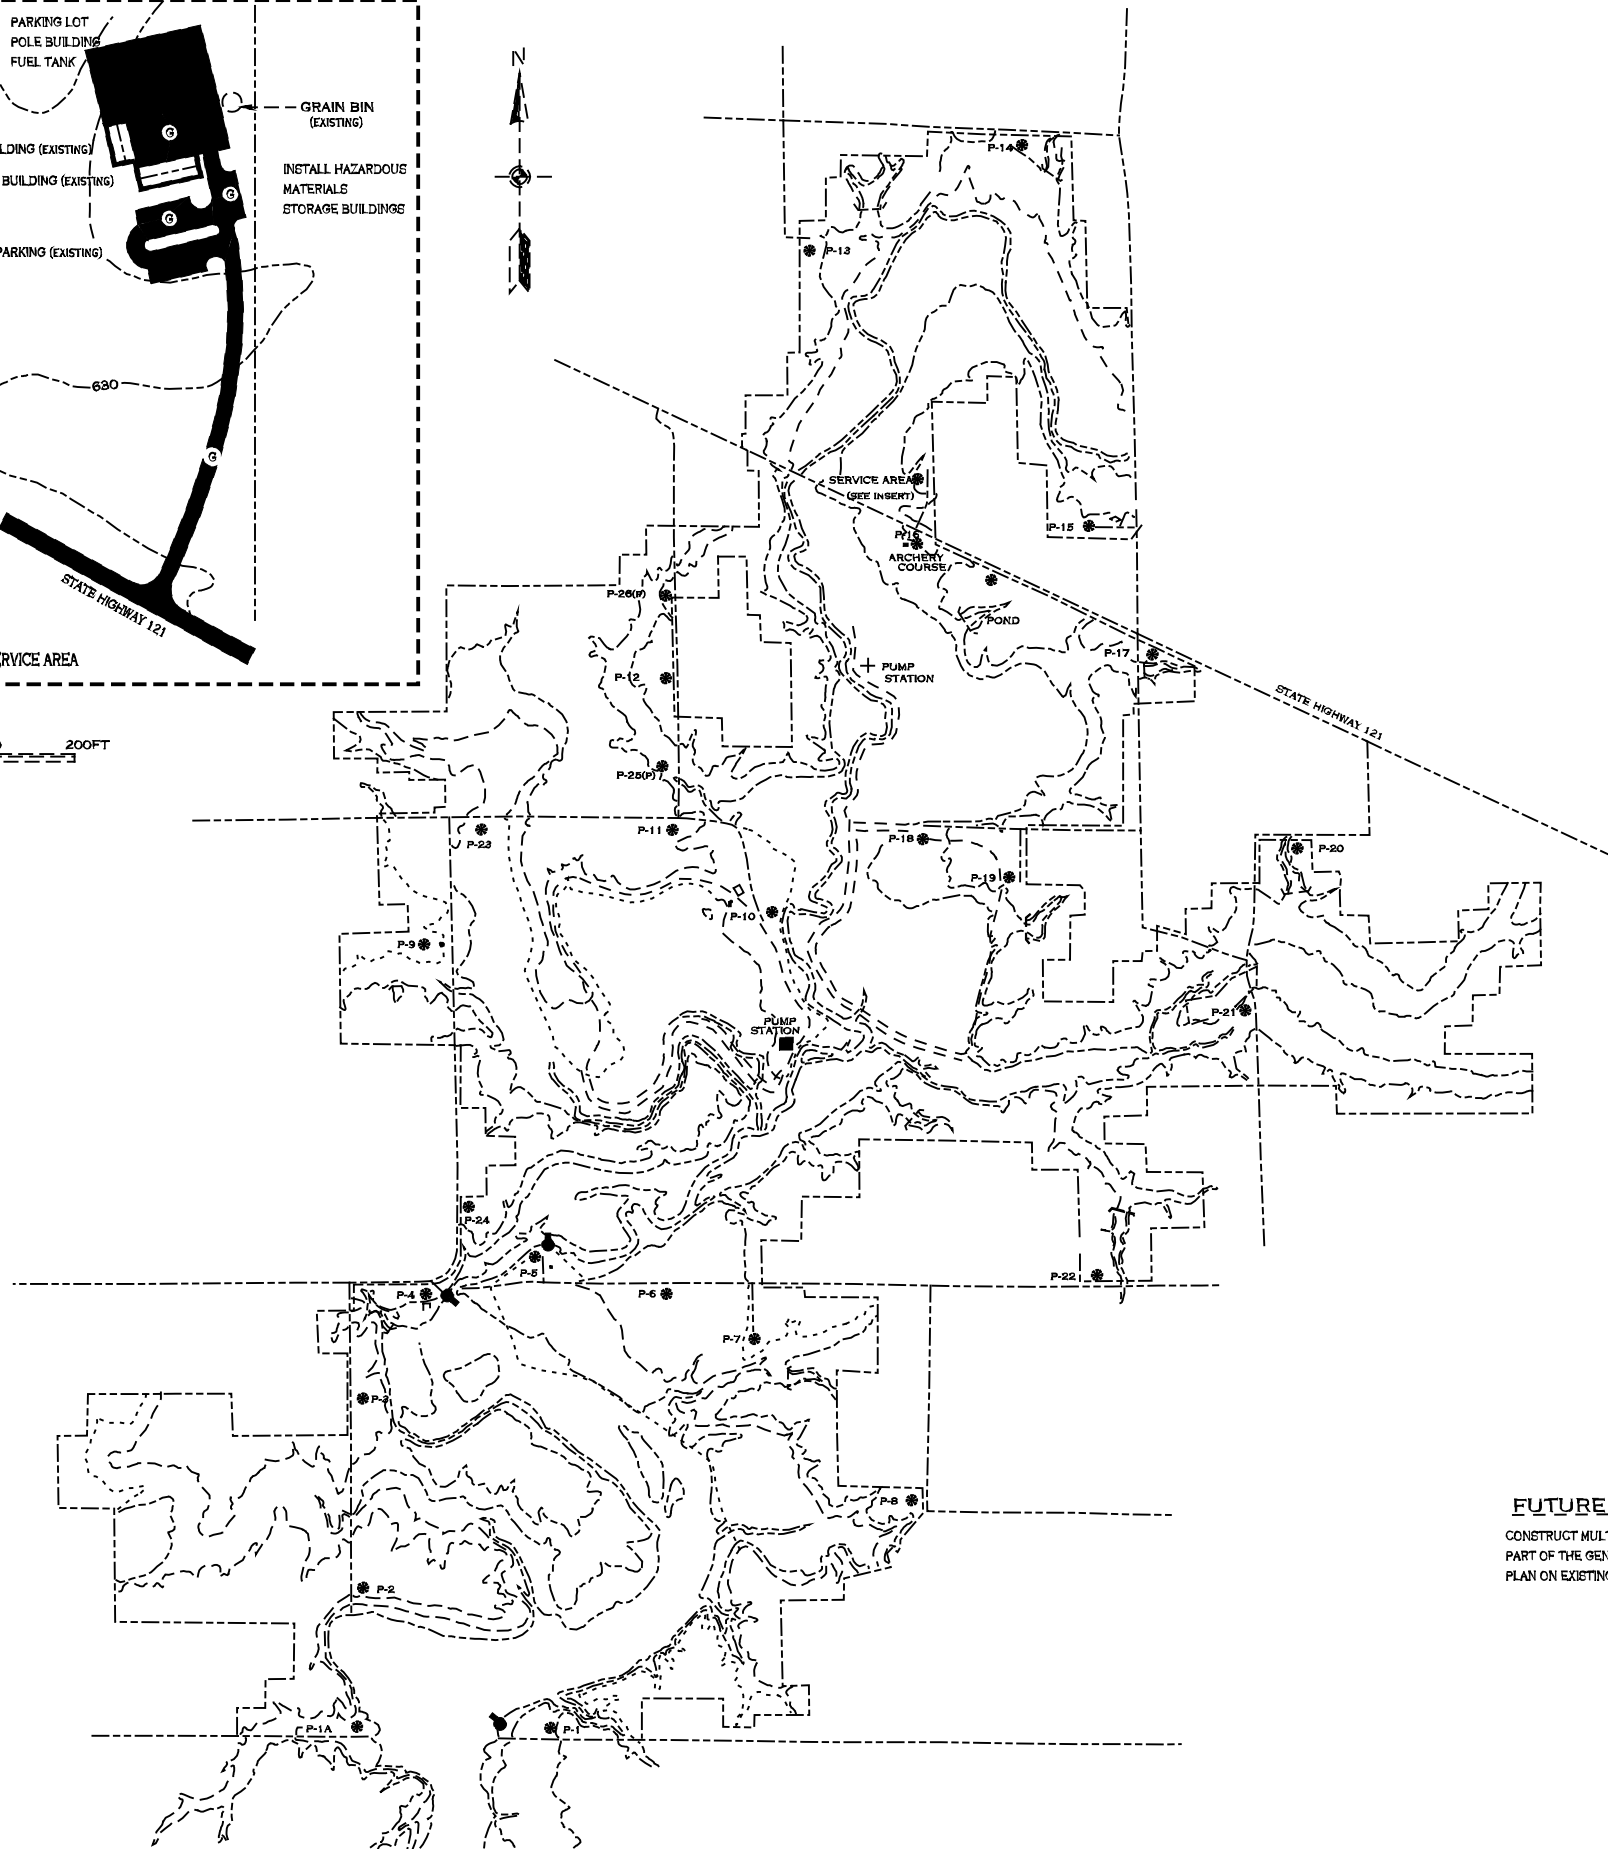 PARKING LOT
POLE BUILDING
FUEL TANK
N
GRAIN BIN
(EXISTING)
G
LDING (EXISTING)
BUILDING (EXISTING)
INSTALL HAZARDOUS
MATERIALS
STORAGE BUILDINGS
G
G
PARKING (EXISTING)
630
G
STATE HIGHWAY 121
RVICE AREA
200FT
P-14
P-13
SERVICE AREA
(SEE INSERT)
P-15
P-16
ARCHERY
COURSE
P-26(P)
POND
P-17
PUMP
STATION
P-12
STATE HIGHWAY 121
P-25(P)
P-11
P-23
P-18
P-20
P-19
P-10
P-9
P-21
PUMP
STATION
P-24
P-5
P-22
P-4
P-6
P-7
P-3
P-8
FUTURE
CONSTRUCT MULT
PART OF THE GEN
PLAN ON EXISTING
P-2
P-1A
P-1